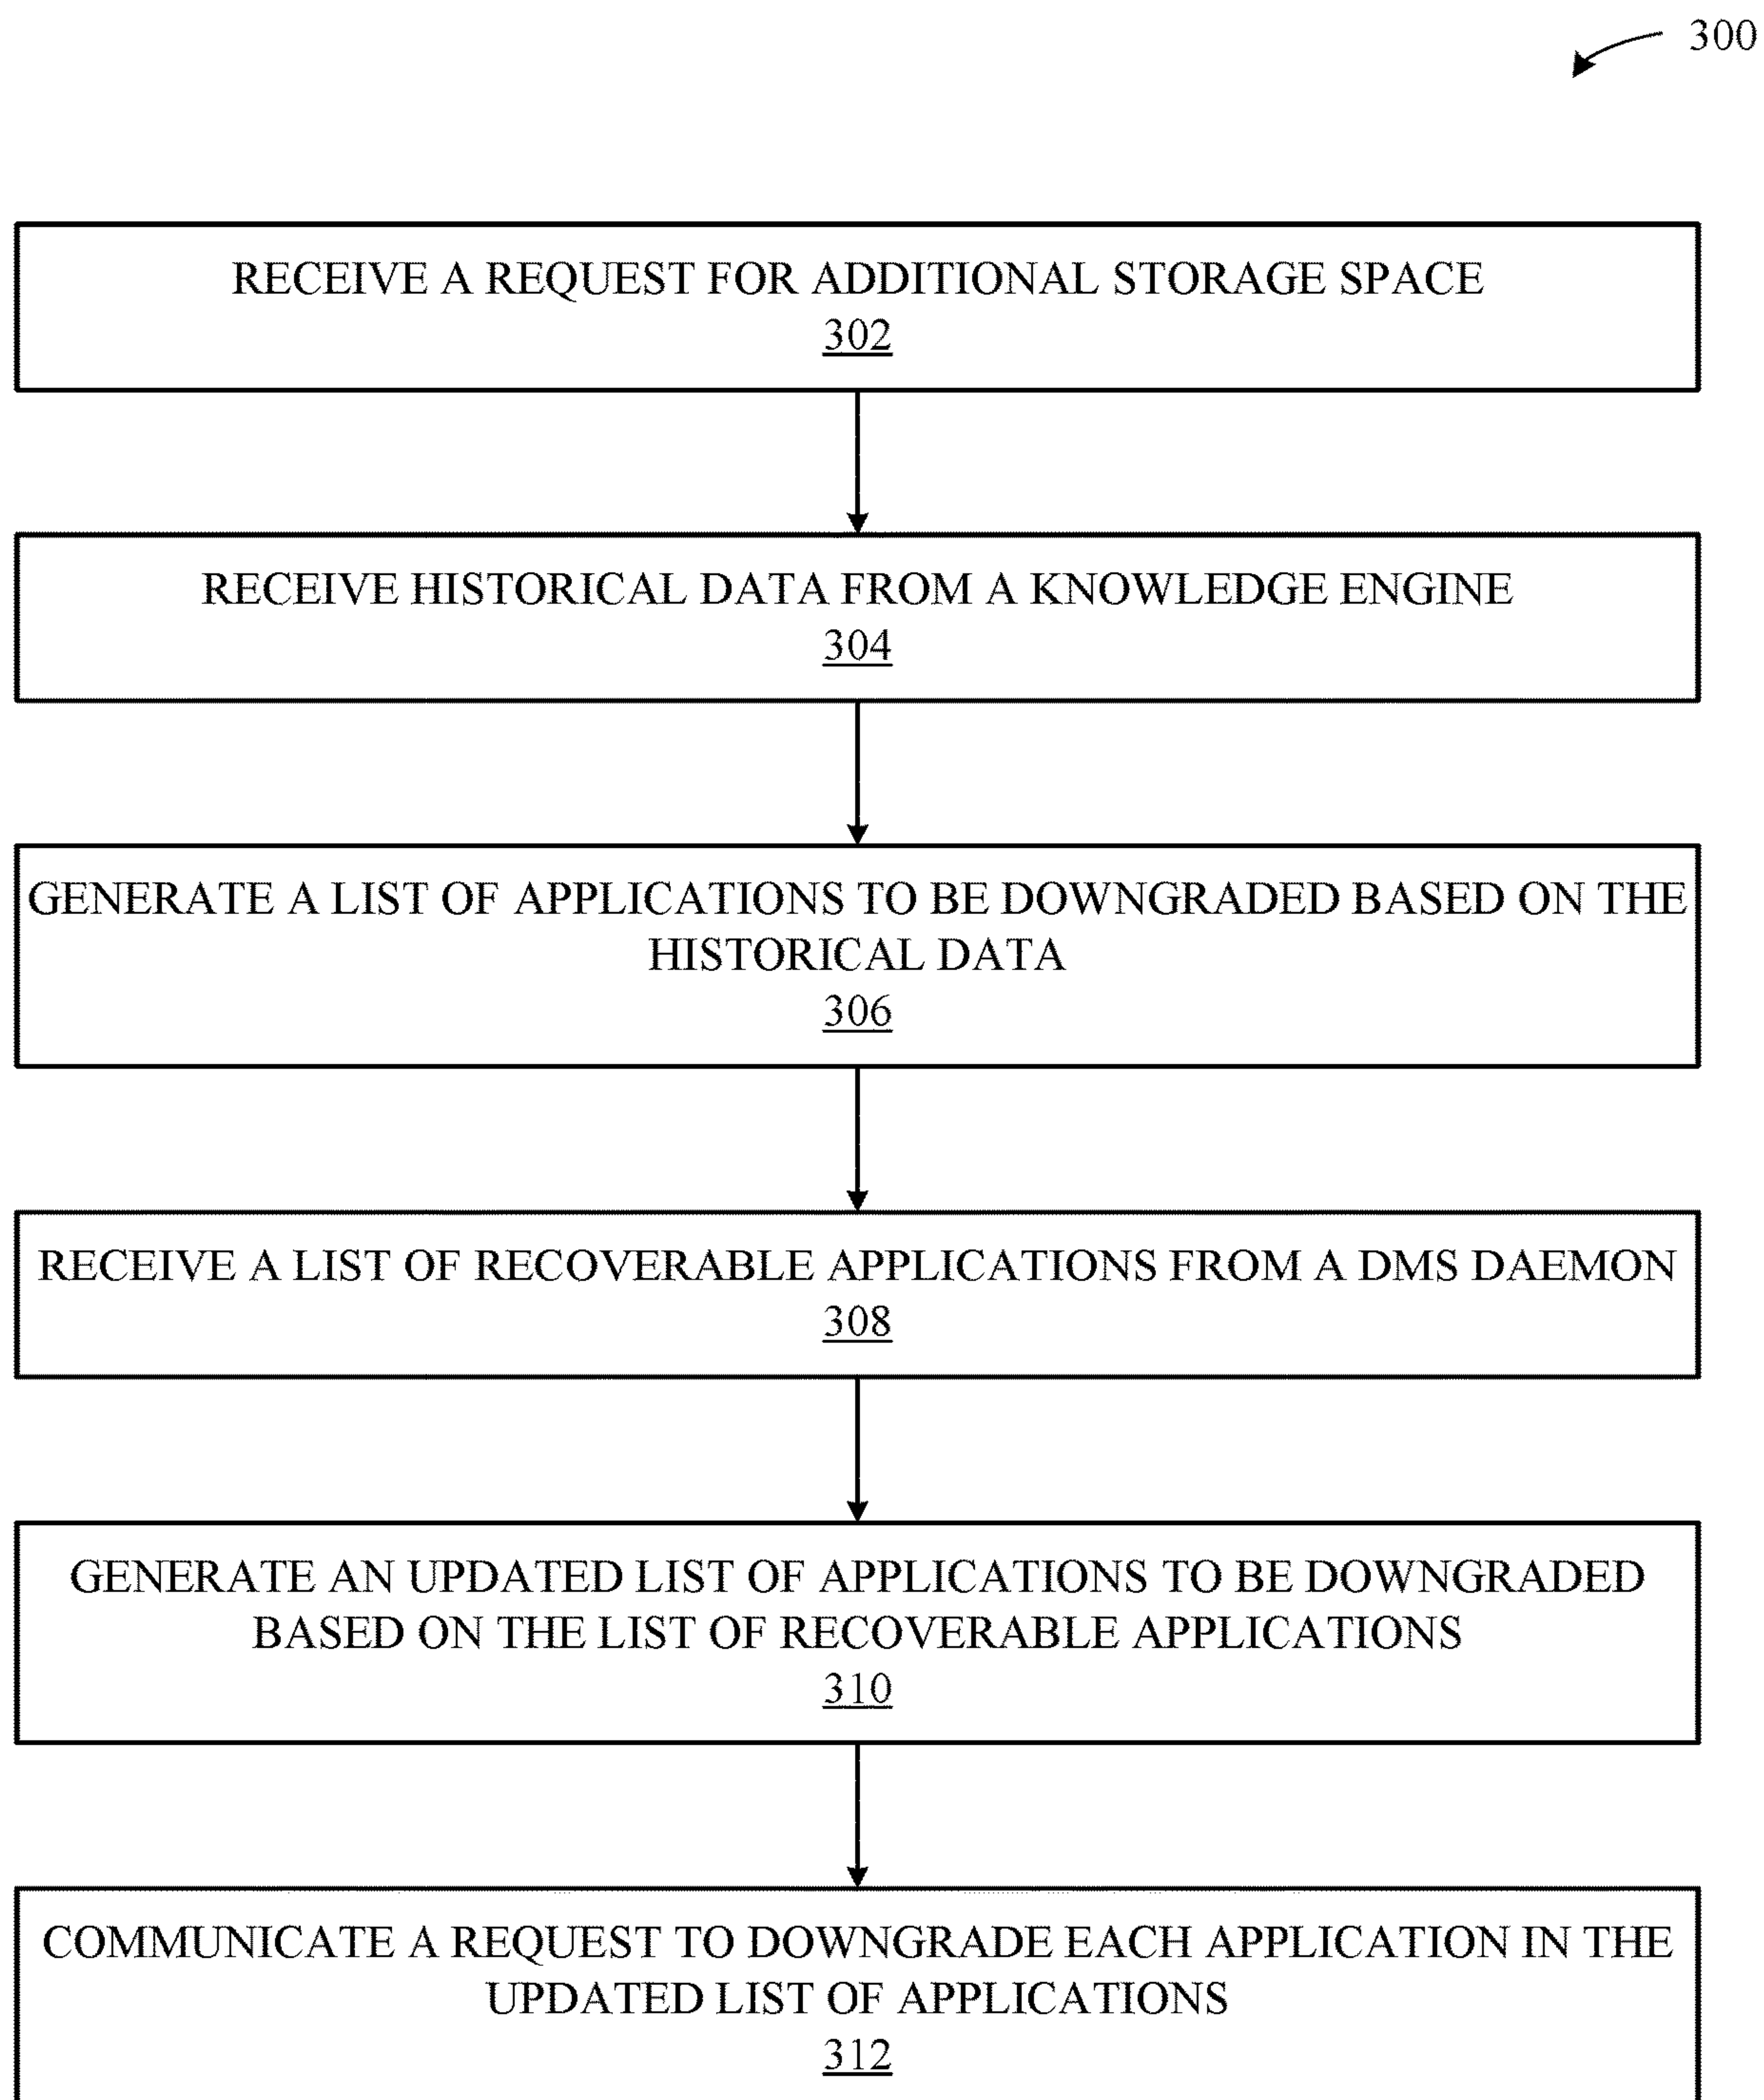 300
RECEIVE A REQUEST FOR ADDITIONAL STORAGE SPACE
302
RECEIVE HISTORICAL DATA FROM A KNOWLEDGE ENGINE
304
GENERATE A LIST OF APPLICATIONS TO BE DOWNGRADED BASED ON THE
HISTORICAL DATA
306
RECEIVE A LIST OF RECOVERABLE APPLICATIONS FROM A DMS DAEMON
308
GENERATE AN UPDATED LIST OF APPLICATIONS TO BE DOWNGRADED
BASED ON THE LIST OF RECOVERABLE APPLICATIONS
310
COMMUNICATE A REQUEST TO DOWNGRADE EACH APPLICATION IN THE
UPDATED LIST OF APPLICATIONS
312